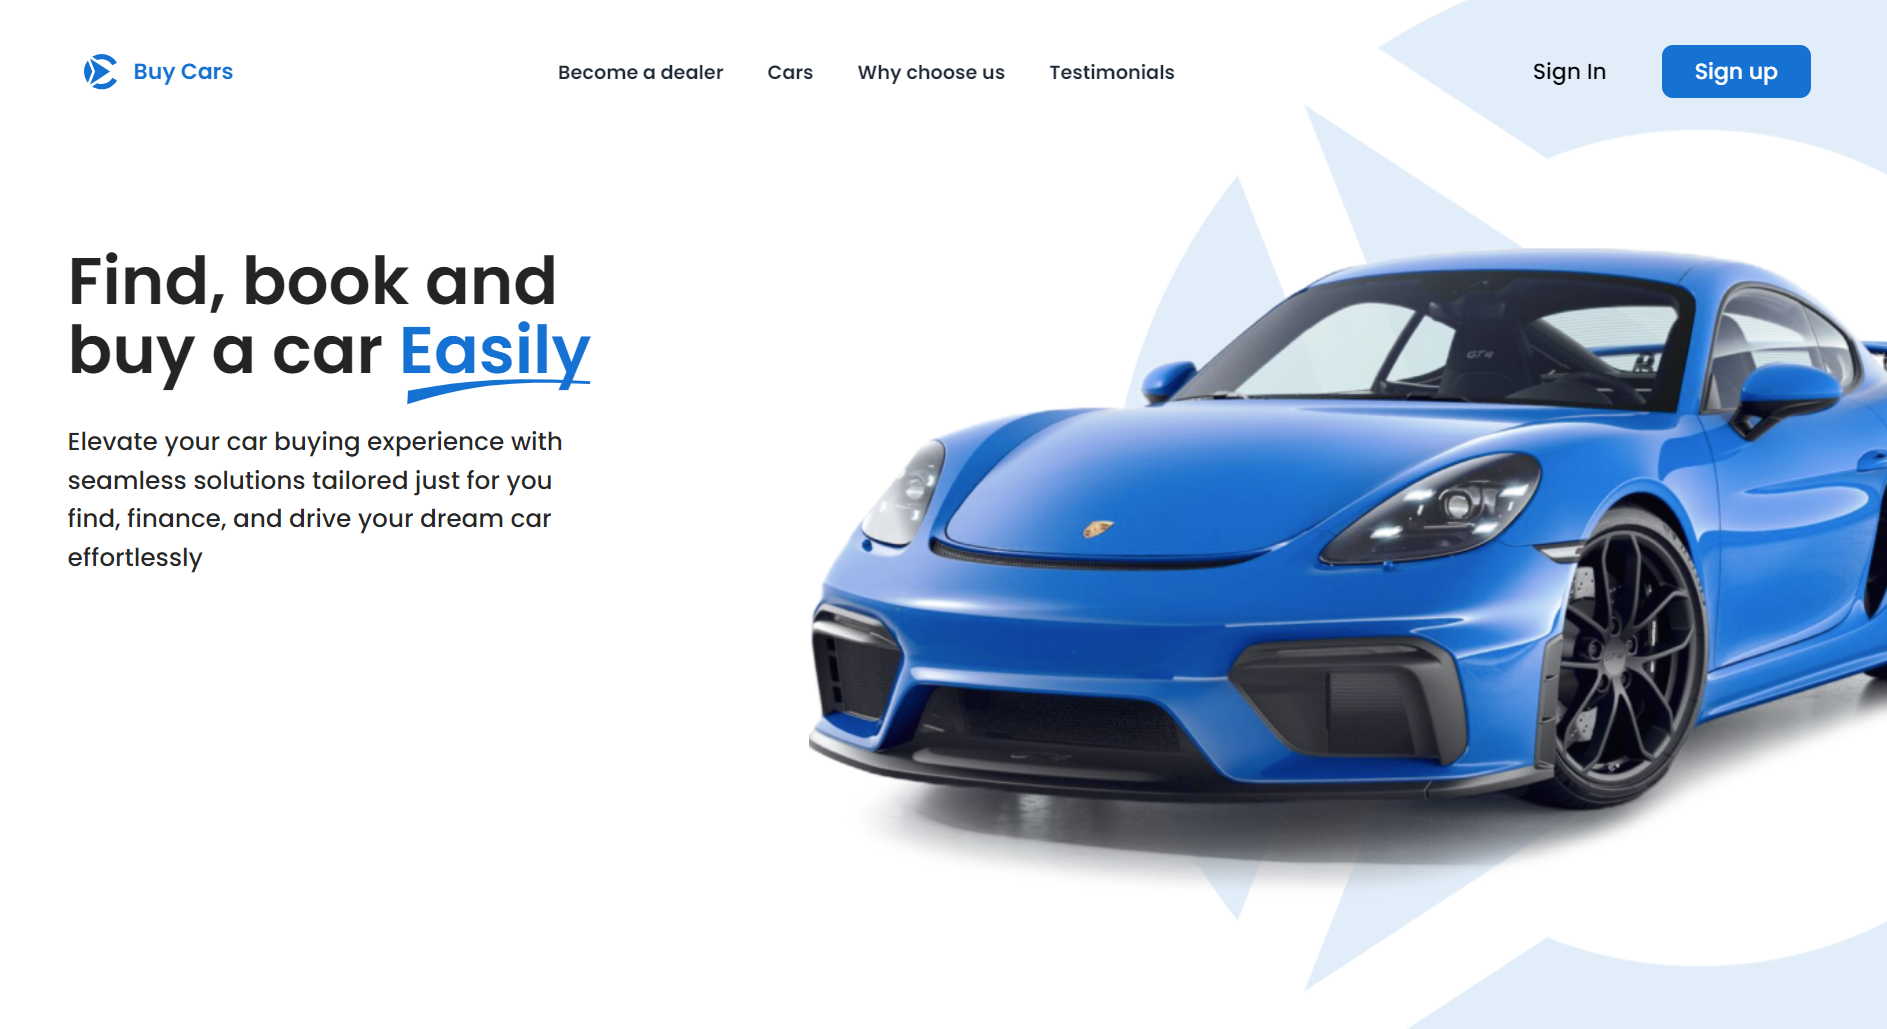 Buy Cars
Become a dealer
Cars
Why choose us
Testimonials
Sign In
Sign up
Find, book and
buy a car Easily
Elevate your car buying experience with
seamless solutions tailored just for you
find, finance, and drive your dream car
effortlessly
GT4